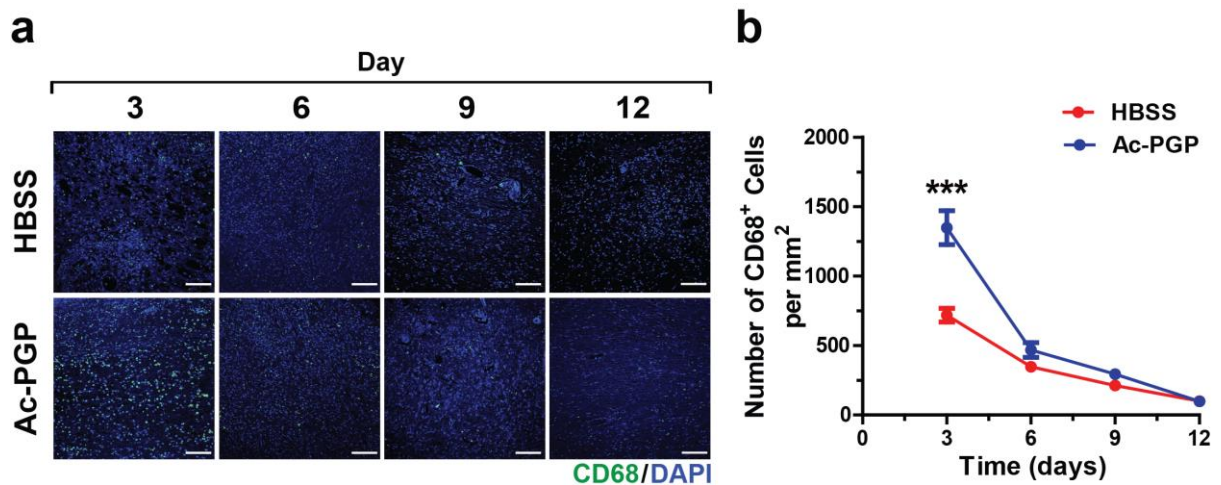 a
Day
3 6 9 12
HBSS
Ac-PGP
CD68/DAPI
b
HBSS
Ac-PGP
Number of CD68+ Cells
per mm2
2000
1500
1000
500
0
***
0 3 6 9 12
Time (days)